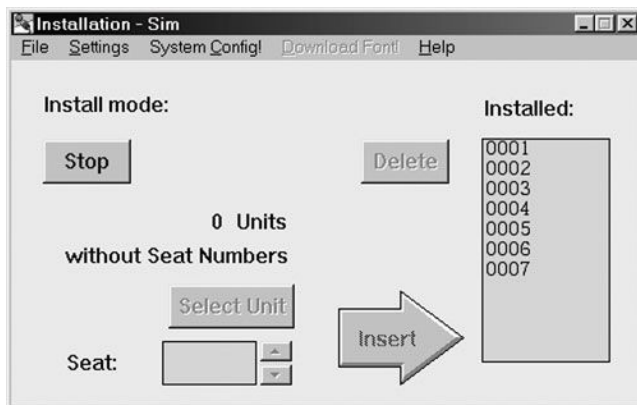 Installation - Sim
File Settings System Config! Download Font! Help
Install mode:
Installed:
Stop
Delete
0001
0002
0003
0004
0005
0006
0007
0 Units
without Seat Numbers
Select Unit
Insert
Seat: